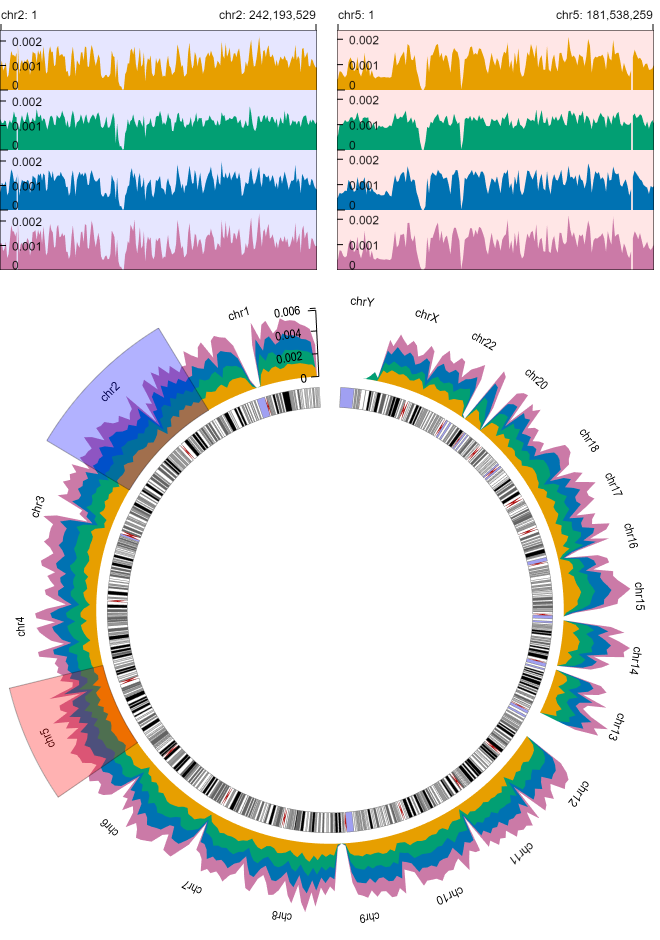 chr2: 1
chr2: 242,193,529
chr5: 1
chr5: 181,538,259
0.002
0.001
0
0.002
0.001
0
0.002
0.001
0
0.002
0.001
0
0.002
0.001
0
0.002
0.001
0
0.002
0.001
0
0.002
0.001
0
chr1
0.006
0.004
0.002
0
chrY
chrX
chr22
chr20
chr18
chr17
chr16
chr15
chr14
chr13
chr12
chr11
chr10
chr9
chr8
chr7
chr6
chr5
chr4
chr3
chr2